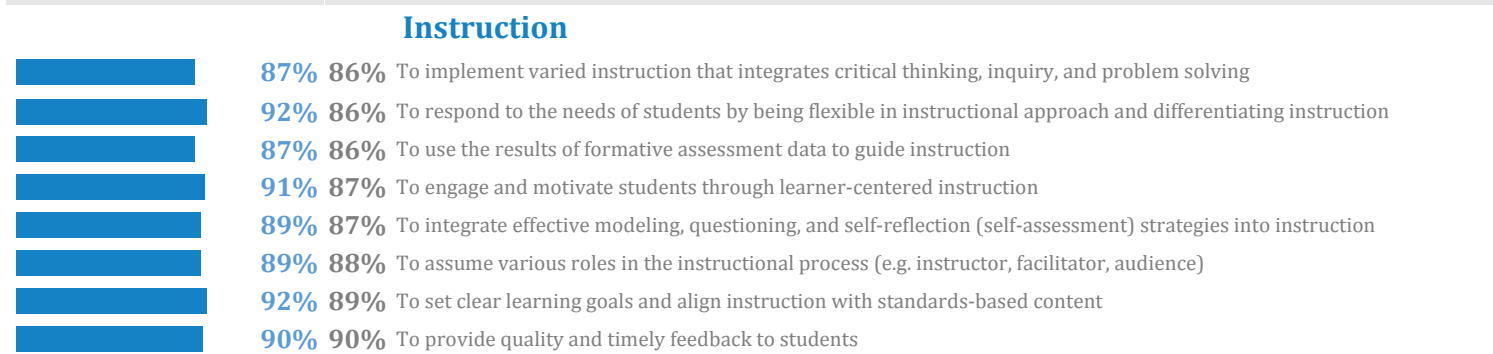 Instruction
87% 86% To implement varied instruction that integrates critical thinking, inquiry, and problem solving
92% 86% To respond to the needs of students by being flexible in instructional approach and differentiating instruction
87% 86% To use the results of formative assessment data to guide instruction
91% 87% To engage and motivate students through learner-centered instruction
89% 87% To integrate effective modeling, questioning, and self-reflection (self-assessment) strategies into instruction
89% 88% To assume various roles in the instructional process (e.g. instructor, facilitator, audience)
92% 89% To set clear learning goals and align instruction with standards-based content
90% 90% To provide quality and timely feedback to students